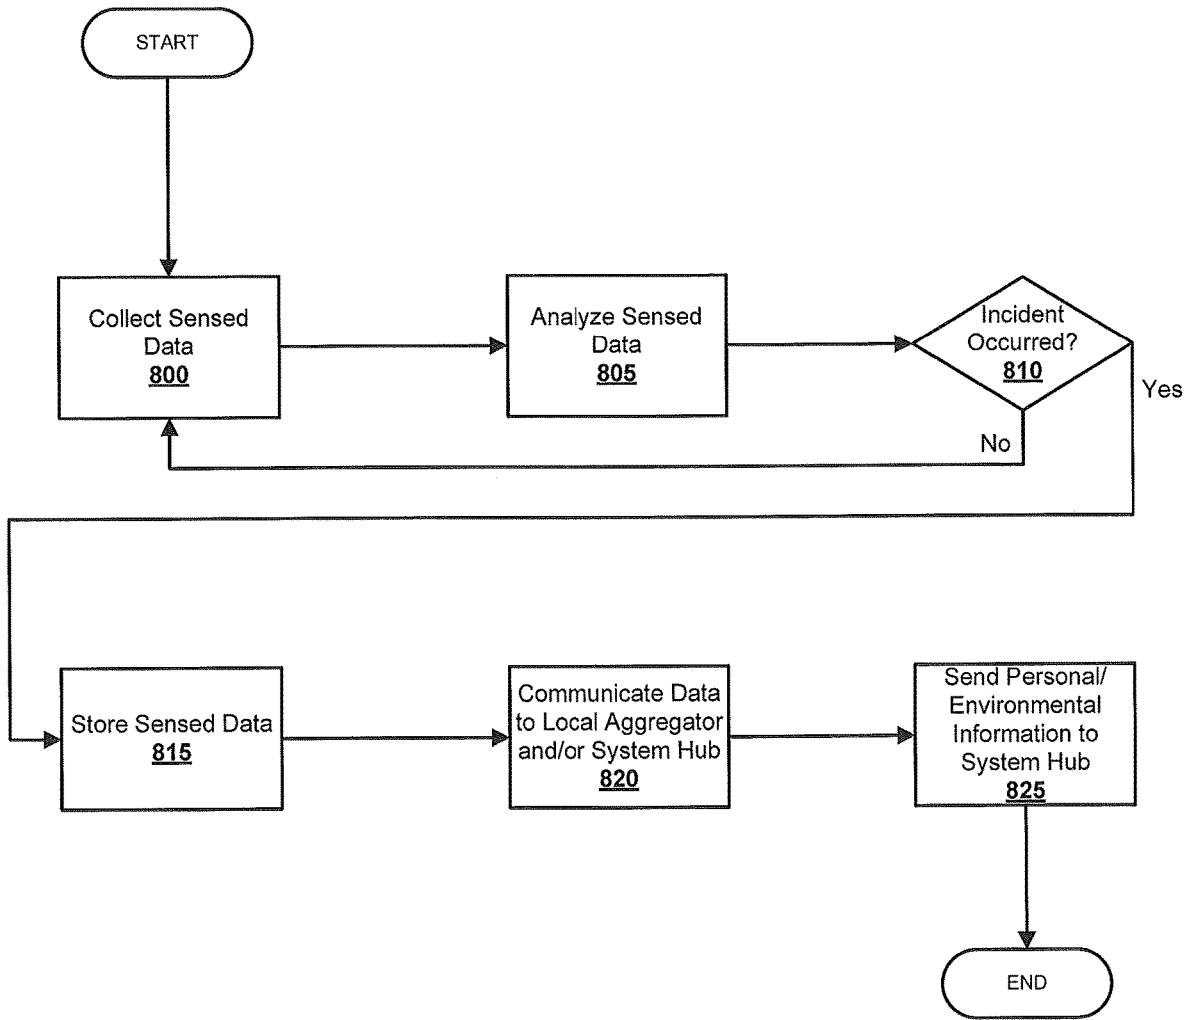 START
Collect Sensed
Data
800
Analyze Sensed
Data
805
Incident
Occurred?
810
Yes
No
Store Sensed Data
815
Communicate Data
to Local Aggregator
and/or System Hub
820
Send Personal/
Environmental
Information to
System Hub
825
END